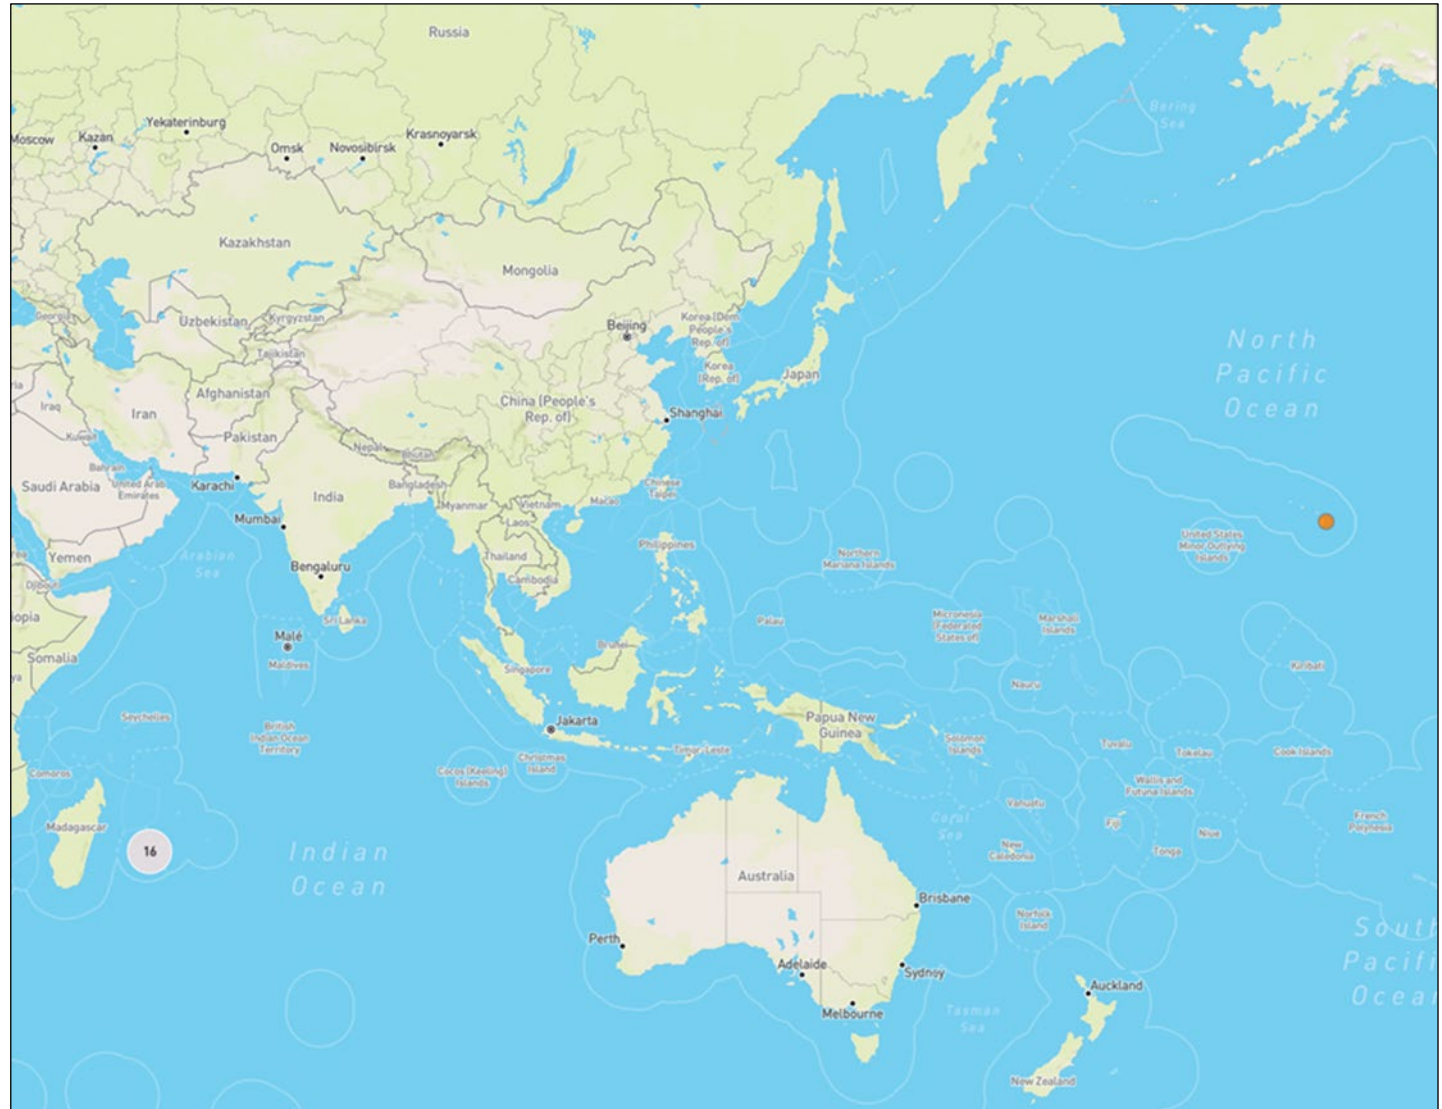 Russia
Bering
Sea
Yekaterinburg
Moscow
Kazan
Omsk
Novosibirsk
Krasnoyarsk
Kazakhstan
Mongolia
Georgia
Uzbekistan
Kyrgyzstan
Tajikistan
Beijing
Korea (Dem
People's
Rep. of)
Korea
(Rep. of)
Japan
North
Pacific
Ocean
Afghanistan
Iraq
Iran
China (People's
Rep. of)
Shanghai
Kuwait
Pakistan
Nepal
Bhutan
Bahrain
Saudi Arabia
United Arab
Emirates
Karachi
India
Bangladesh
Myanmar
Vietnam
Macao
Chinese
Taipei
Laos
Mumbai
Yemen
Arabian
Sea
Thailand
Philippines
Northern
Mariana Islands
United States
Minor Outlying
Islands
Djibouti
Bengaluru
Cambodia
iopia
Sri Lanka
Palau
Micronesia
(Federated
States of)
Marshall
Islands
Malé
Maldives
Somalia
Brunei
Singapore
Kiribati
ya
Nauru
Seychelles
British
Indian Ocean
Territory
Jakarta
Papua New
Guinea
Solomon
Islands
Tuvalu
Tokelau
Cook Islands
Timor-Leste
Comoros
Cocos (Keeling)
Islands
Christmas
Island
Wallis and
Futuna Islands
Vanuatu
Madagascar
16
Coral
Sea
Fiji
Niue
French
Polynesia
Indian
Ocean
New
Caledonia
Tonga
Australia
Brisbane
Norfolk
Island
Perth
South
Pacifi
Ocea
Adelaide
Sydnoy
Auckland
Melbourne
Tasman
Sea
New Zealand